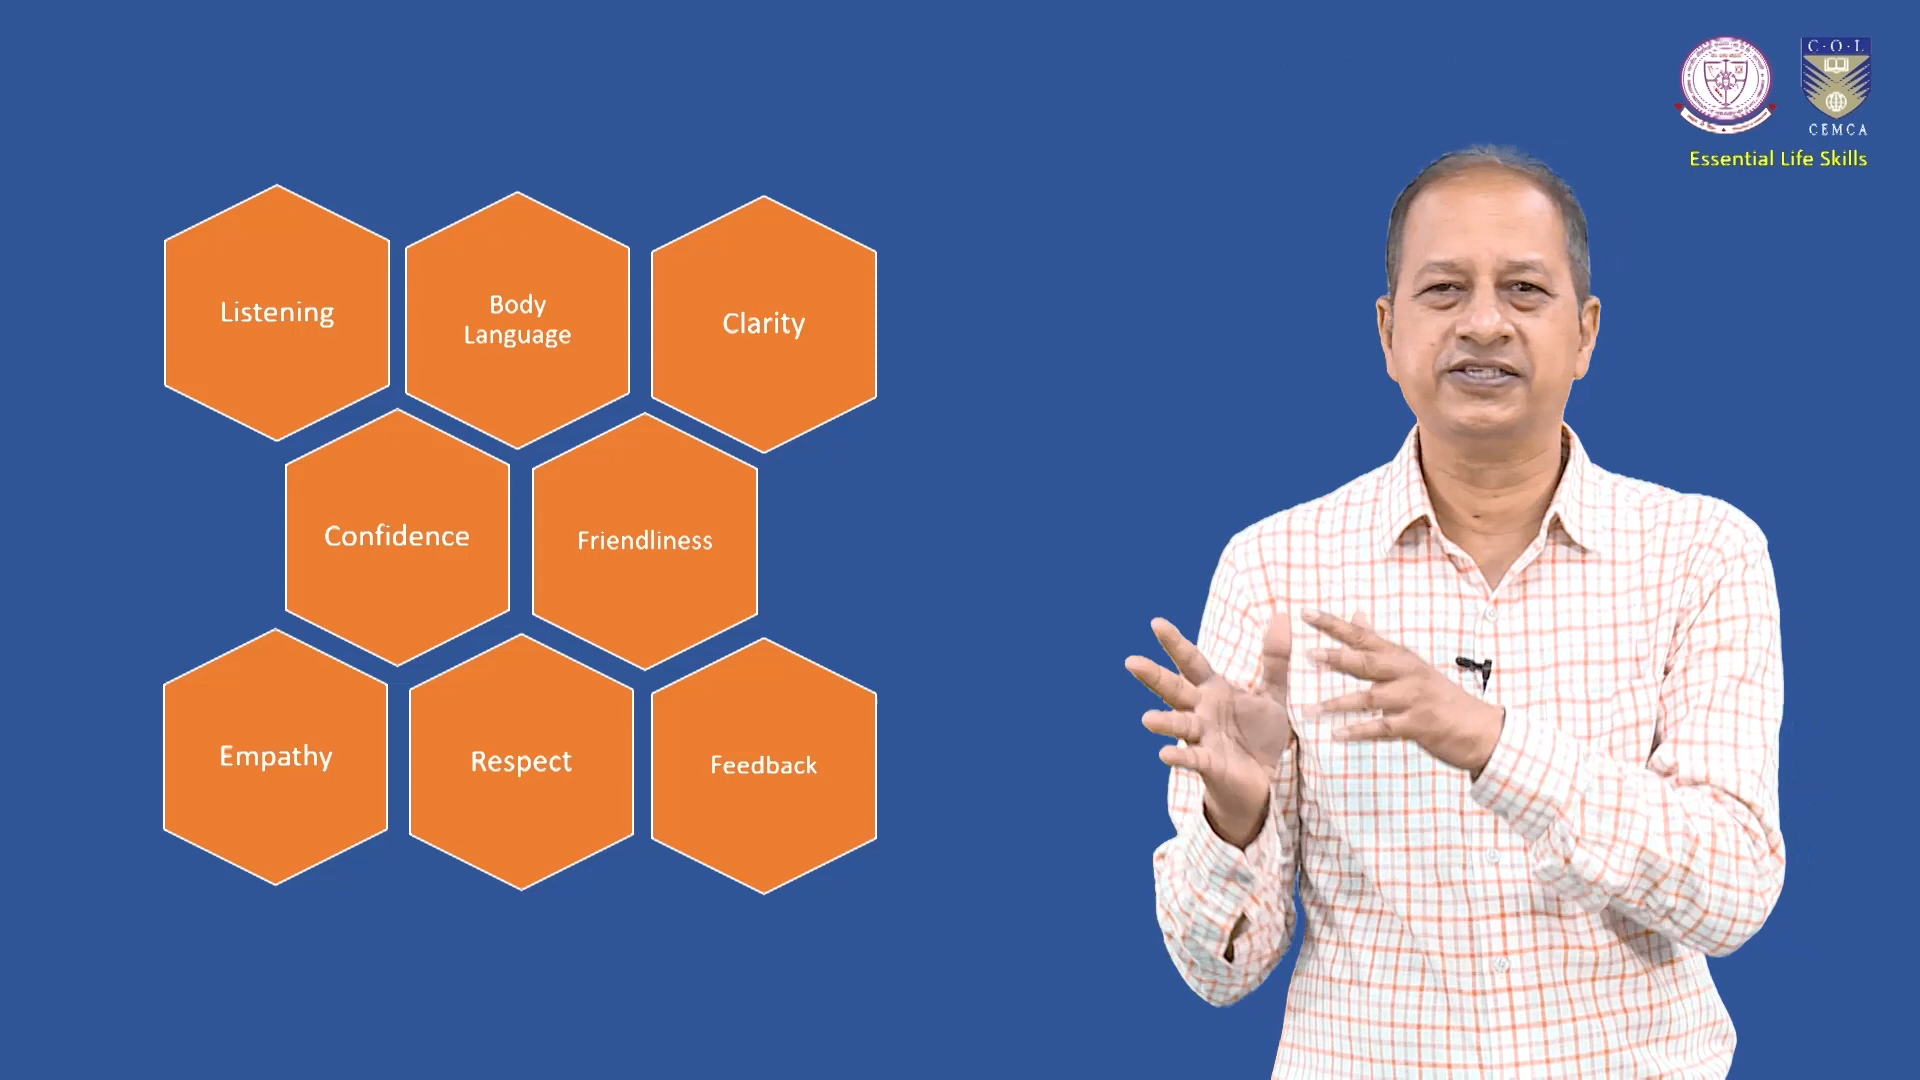 C·O·L
CEMCA
Essential Life Skills
Listening
Body
Language
Clarity
Confidence
Friendliness
Empathy
Respect
Feedback